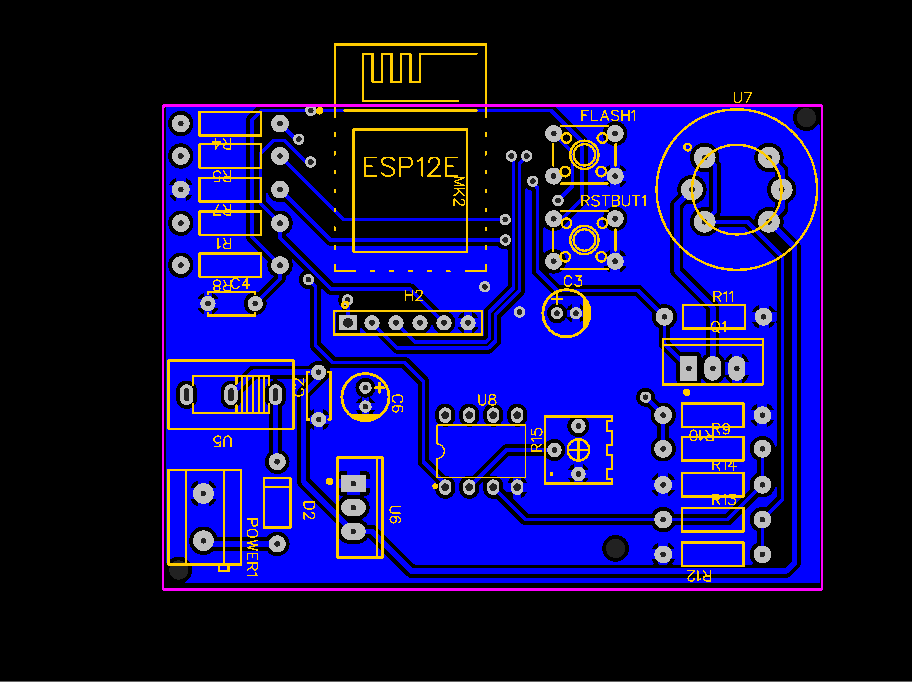 U7
FLASH1
R4
ESP12E
R5
MK2
R7
RSTBUT1
R1
R8
C4
C3
H2
R11
Q1
C2
C6
U8
R9
R10
R15
U5
R14
R13
D2
U6
POWER1
R12